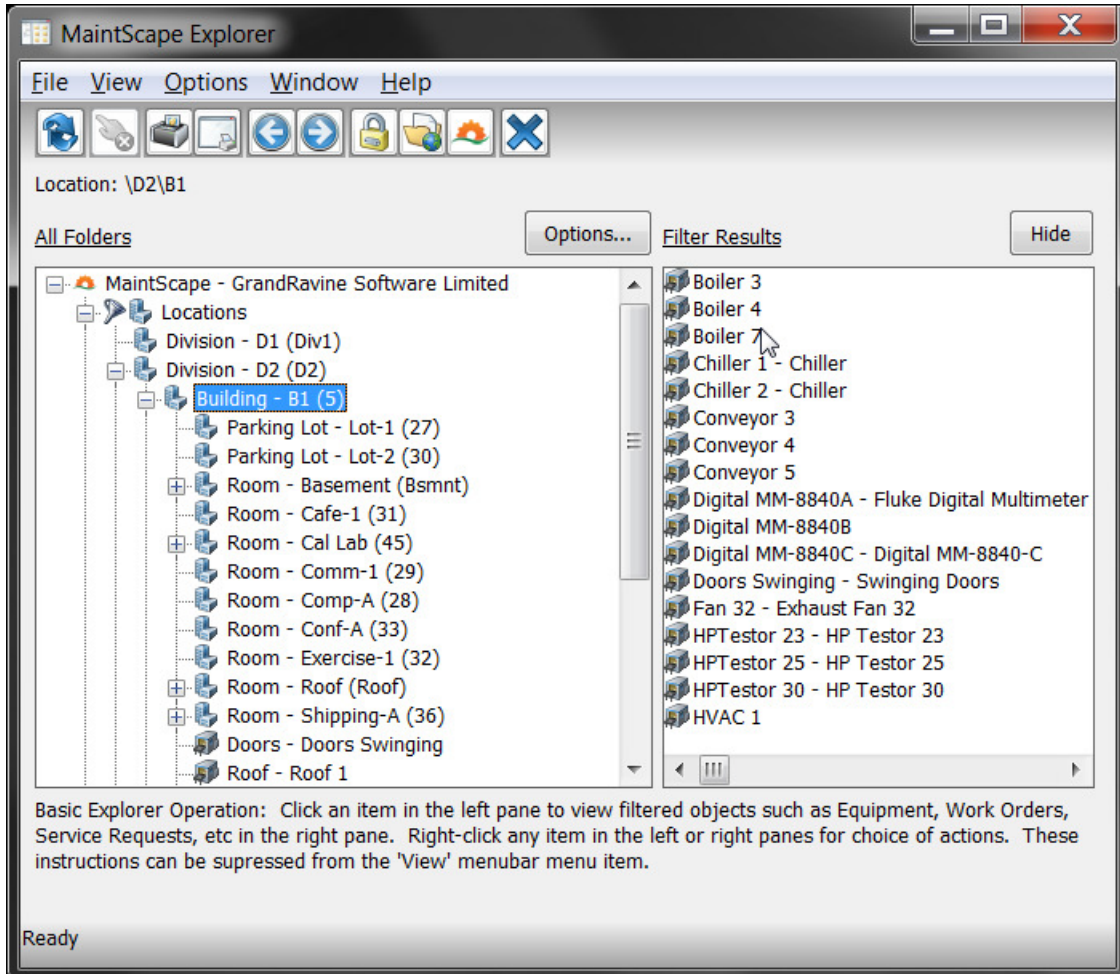 MaintScape Explorer
File View Options Window Help
Location: \D2\B1
All Folders
Options...
Filter Results
Hide
MaintScape - GrandRavine Software Limited
Locations
Division - D1 (Div1)
Division - D2 (D2)
Building - B1 (5)
Parking Lot - Lot-1 (27)
Parking Lot - Lot-2 (30)
Room - Basement (Bsmnt)
Room - Cafe-1 (31)
Room - Cal Lab (45)
Room - Comm-1 (29)
Room - Comp-A (28)
Room - Conf-A (33)
Room - Exercise-1 (32)
Room - Roof (Roof)
Room - Shipping-A (36)
Doors - Doors Swinging
Roof - Roof 1
Boiler 3
Boiler 4
Boiler 7
Chiller 1 - Chiller
Chiller 2 - Chiller
Conveyor 3
Conveyor 4
Conveyor 5
Digital MM-8840A - Fluke Digital Multimeter
Digital MM-8840B
Digital MM-8840C - Digital MM-8840-C
Doors Swinging - Swinging Doors
Fan 32 - Exhaust Fan 32
HPTestor 23 - HP Testor 23
HPTestor 25 - HP Testor 25
HPTestor 30 - HP Testor 30
HVAC 1
Basic Explorer Operation: Click an item in the left pane to view filtered objects such as Equipment, Work Orders,
Service Requests, etc in the right pane. Right-click any item in the left or right panes for choice of actions. These
instructions can be supressed from the 'View' menubar menu item.
Ready